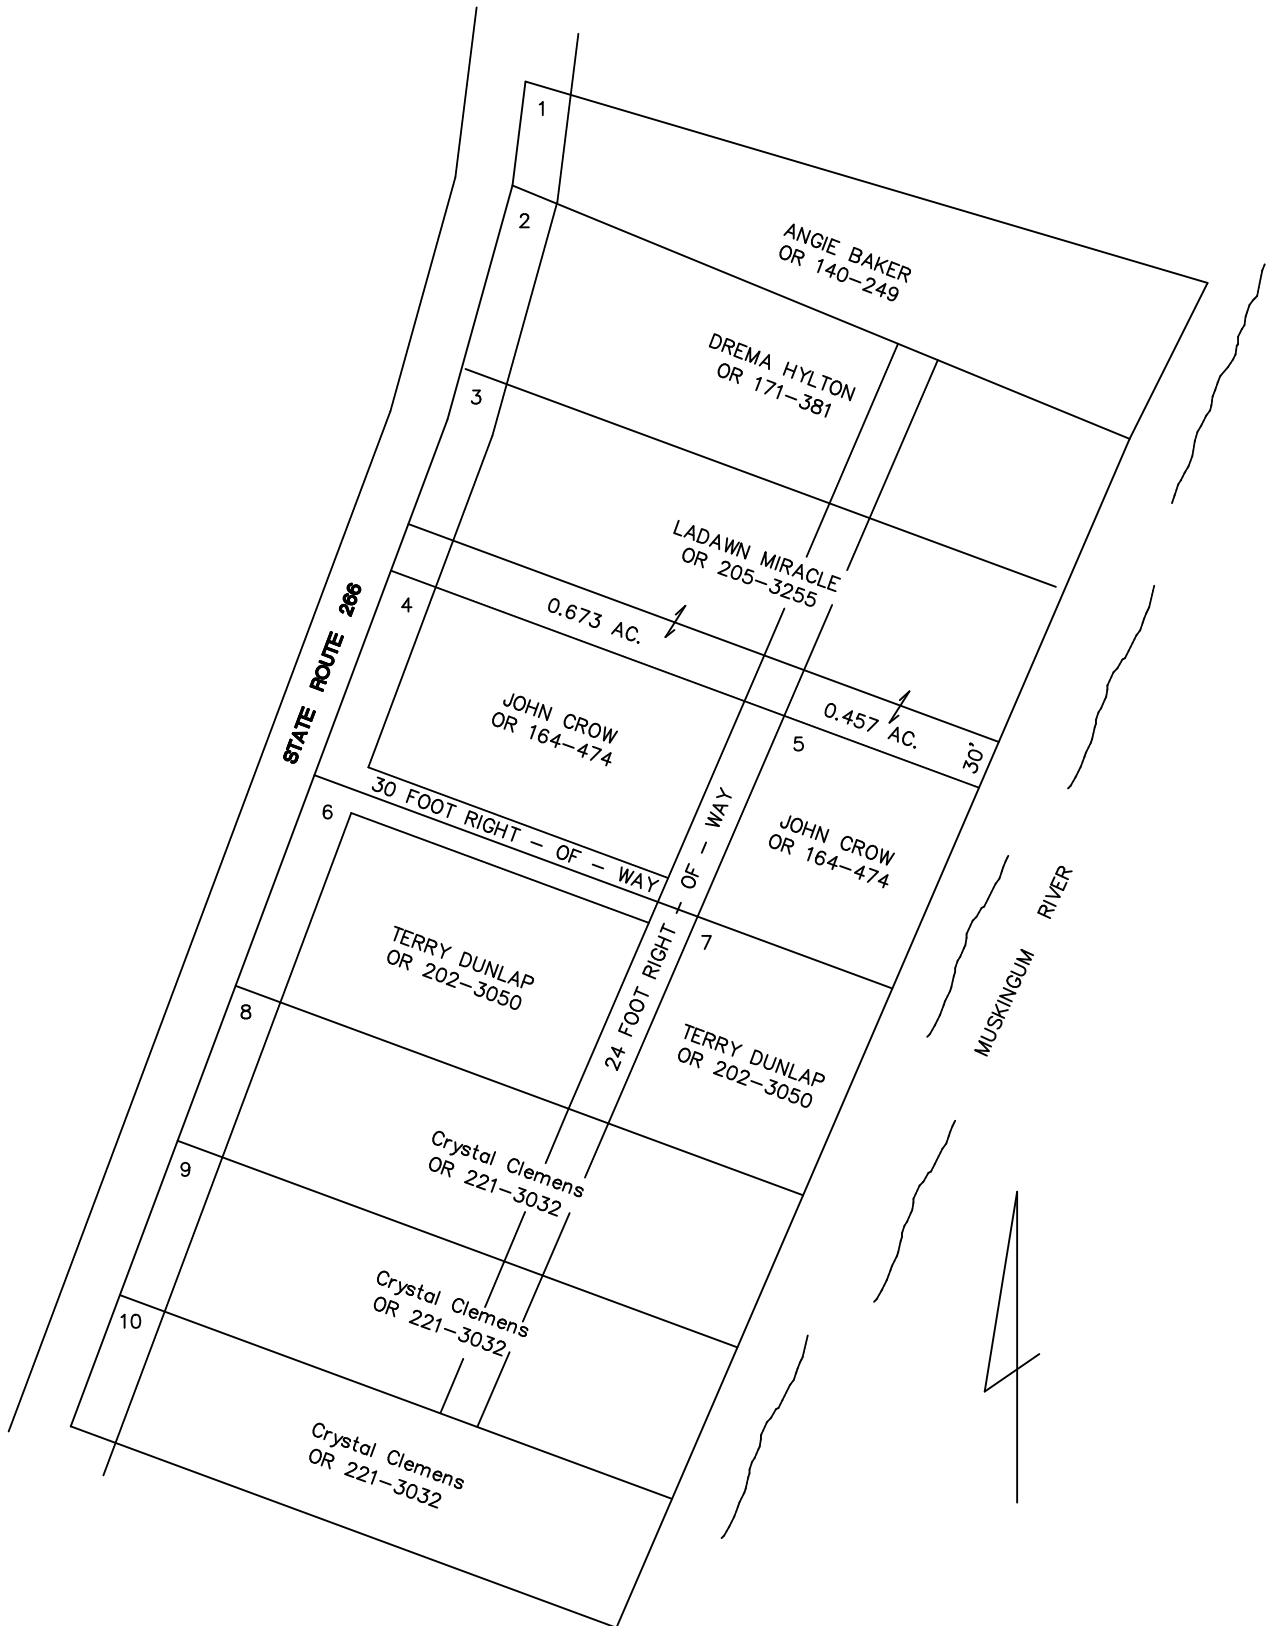 1
ANGIE BAKER
OR 140-249
2
DREMA HYLTON
OR 171-381
3
LADAWN MIRACLE
OR 205-3255
0.673 AC.
0.457 AC.
30'
4
JOHN CROW
OR 164-474
5
JOHN CROW
OR 164-474
STATE ROUTE 266
30 FOOT RIGHT - OF - WAY
24 FOOT RIGHT - OF - WAY
6
TERRY DUNLAP
OR 202-3050
7
TERRY DUNLAP
OR 202-3050
MUSKINGUM RIVER
8
Crystal Clemens
OR 221-3032
9
Crystal Clemens
OR 221-3032
10
Crystal Clemens
OR 221-3032